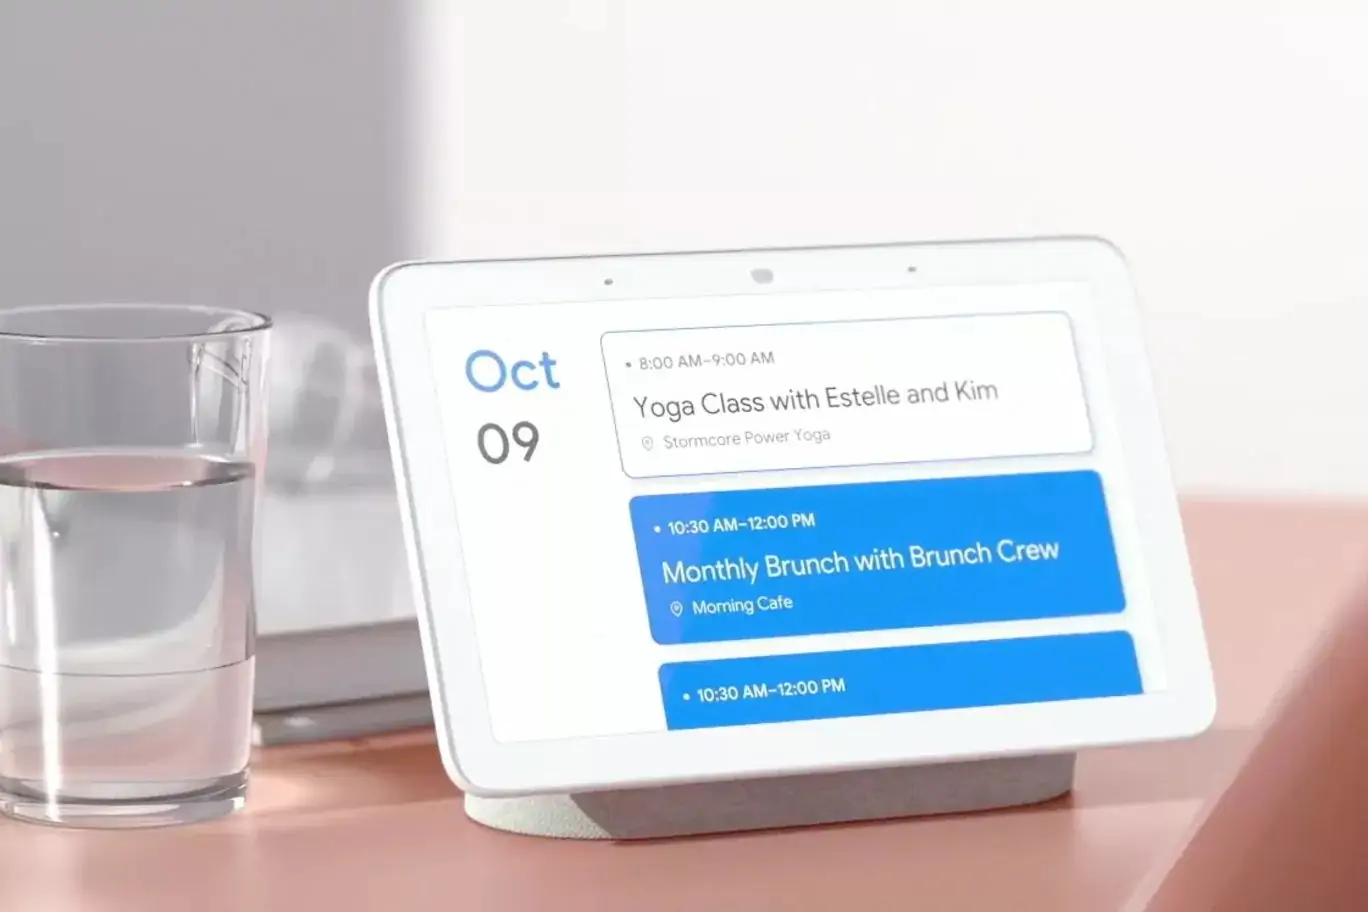 Oct
09
8:00 AM–9:00 AM
Yoga Class with Estelle and Kim
Stormcore Power Yoga
10:30 AM–12:00 PM
Monthly Brunch with Brunch Crew
Morning Cafe
10:30 AM–12:00 PM